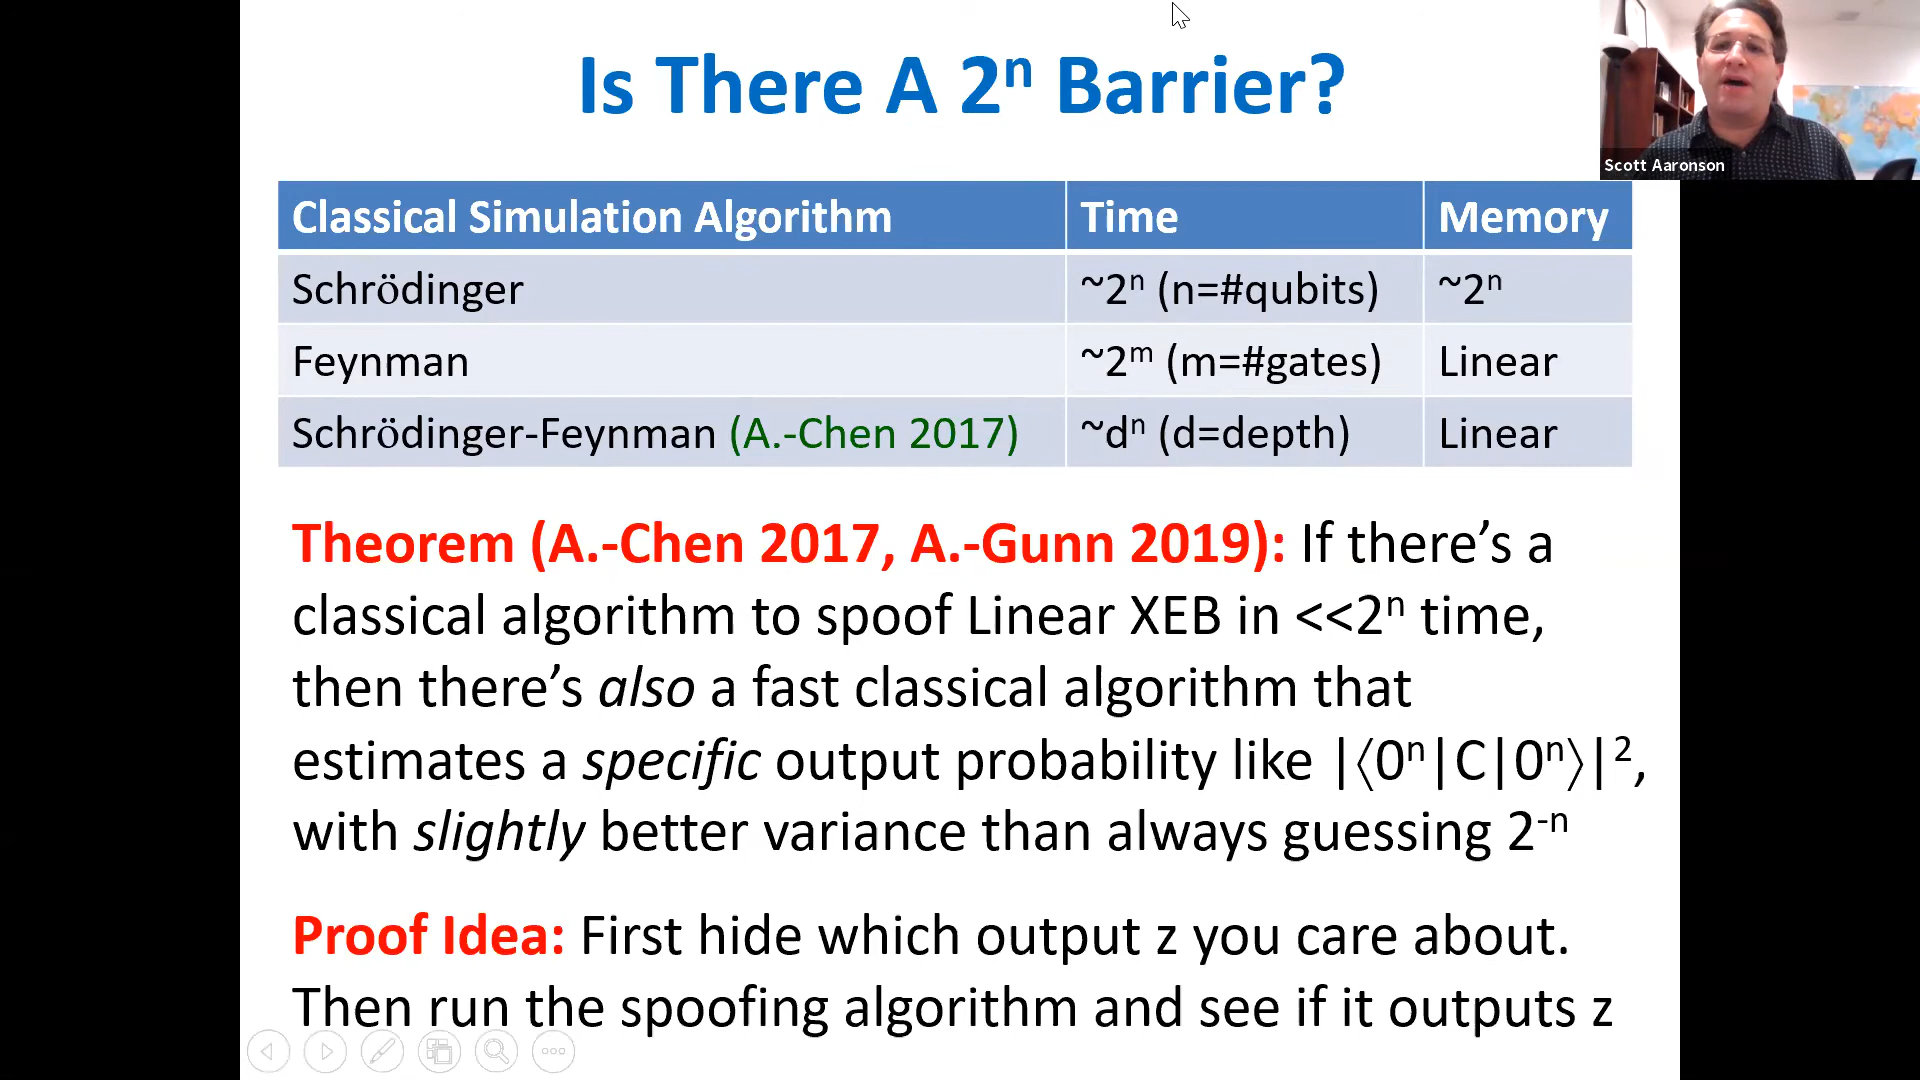 Is There A 2ⁿ Barrier?
Scott Aaronson
Classical Simulation Algorithm Time Memory
Schrödinger ~2ⁿ (n=#qubits) ~2ⁿ
Feynman ~2ᵐ (m=#gates) Linear
Schrödinger-Feynman (A.-Chen 2017) ~dⁿ (d=depth) Linear
Theorem (A.-Chen 2017, A.-Gunn 2019): If there’s a
classical algorithm to spoof Linear XEB in <<2ⁿ time,
then there’s also a fast classical algorithm that
estimates a specific output probability like |⟨0ⁿ|C|0ⁿ⟩|²,
with slightly better variance than always guessing 2⁻ⁿ
Proof Idea: First hide which output z you care about.
Then run the spoofing algorithm and see if it outputs z